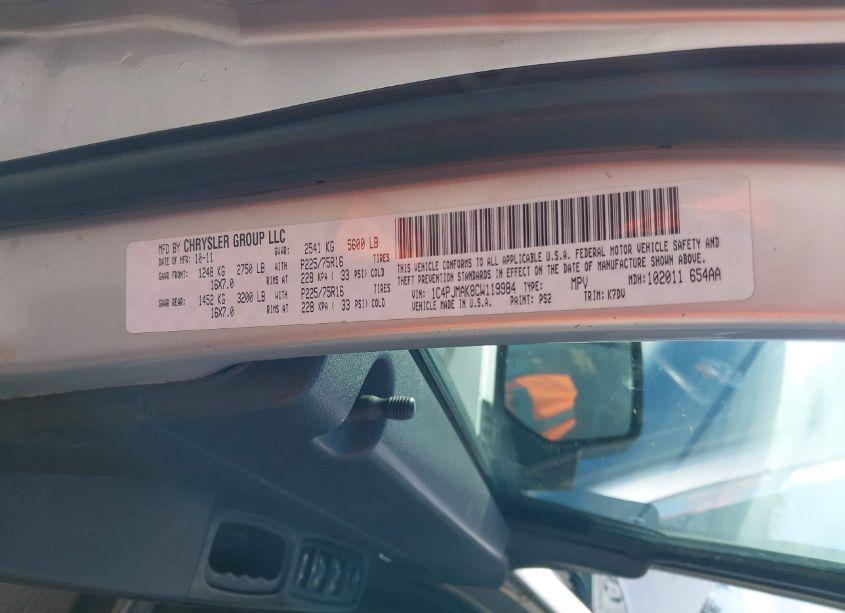 MFD BY CHRYSLER GROUP LLC
DATE OF MFR: 10-11 GVWR: 2541 KG 5600 LB
GAWR FRONT: 1248 KG 2750 LB WITH P225/75R16 TIRES
16X7.0 RIMS AT 228 KPA ( 33 PSI) COLD
GAWR REAR: 1452 KG 3200 LB WITH P225/75R16 TIRES
16X7.0 RIMS AT 228 KPA ( 33 PSI) COLD
THIS VEHICLE CONFORMS TO ALL APPLICABLE U.S.A. FEDERAL MOTOR VEHICLE SAFETY AND
THEFT PREVENTION STANDARDS IN EFFECT ON THE DATE OF MANUFACTURE SHOWN ABOVE.
VIN: 1C4PJMAK8CW119984 TYPE: MPV MDH: 102011 654AA
VEHICLE MADE IN U.S.A. PAINT: PS2 TRIM: K7DV